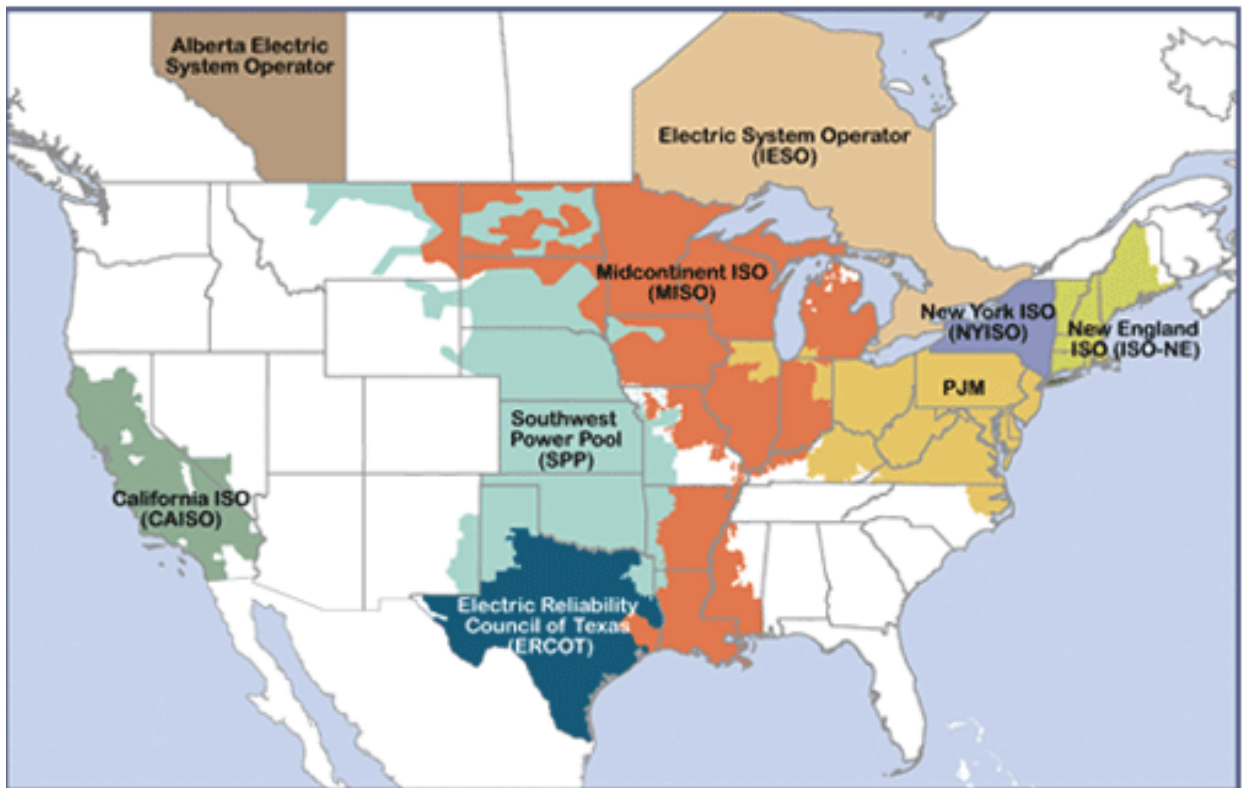 Alberta Electric
System Operator
Electric System Operator
(IESO)
Midcontinent ISO
(MISO)
New York ISO
(NYISO)
New England
ISO (ISO-NE)
PJM
Southwest
Power Pool
(SPP)
California ISO
(CAISO)
Electric Reliability
Council of Texas
(ERCOT)